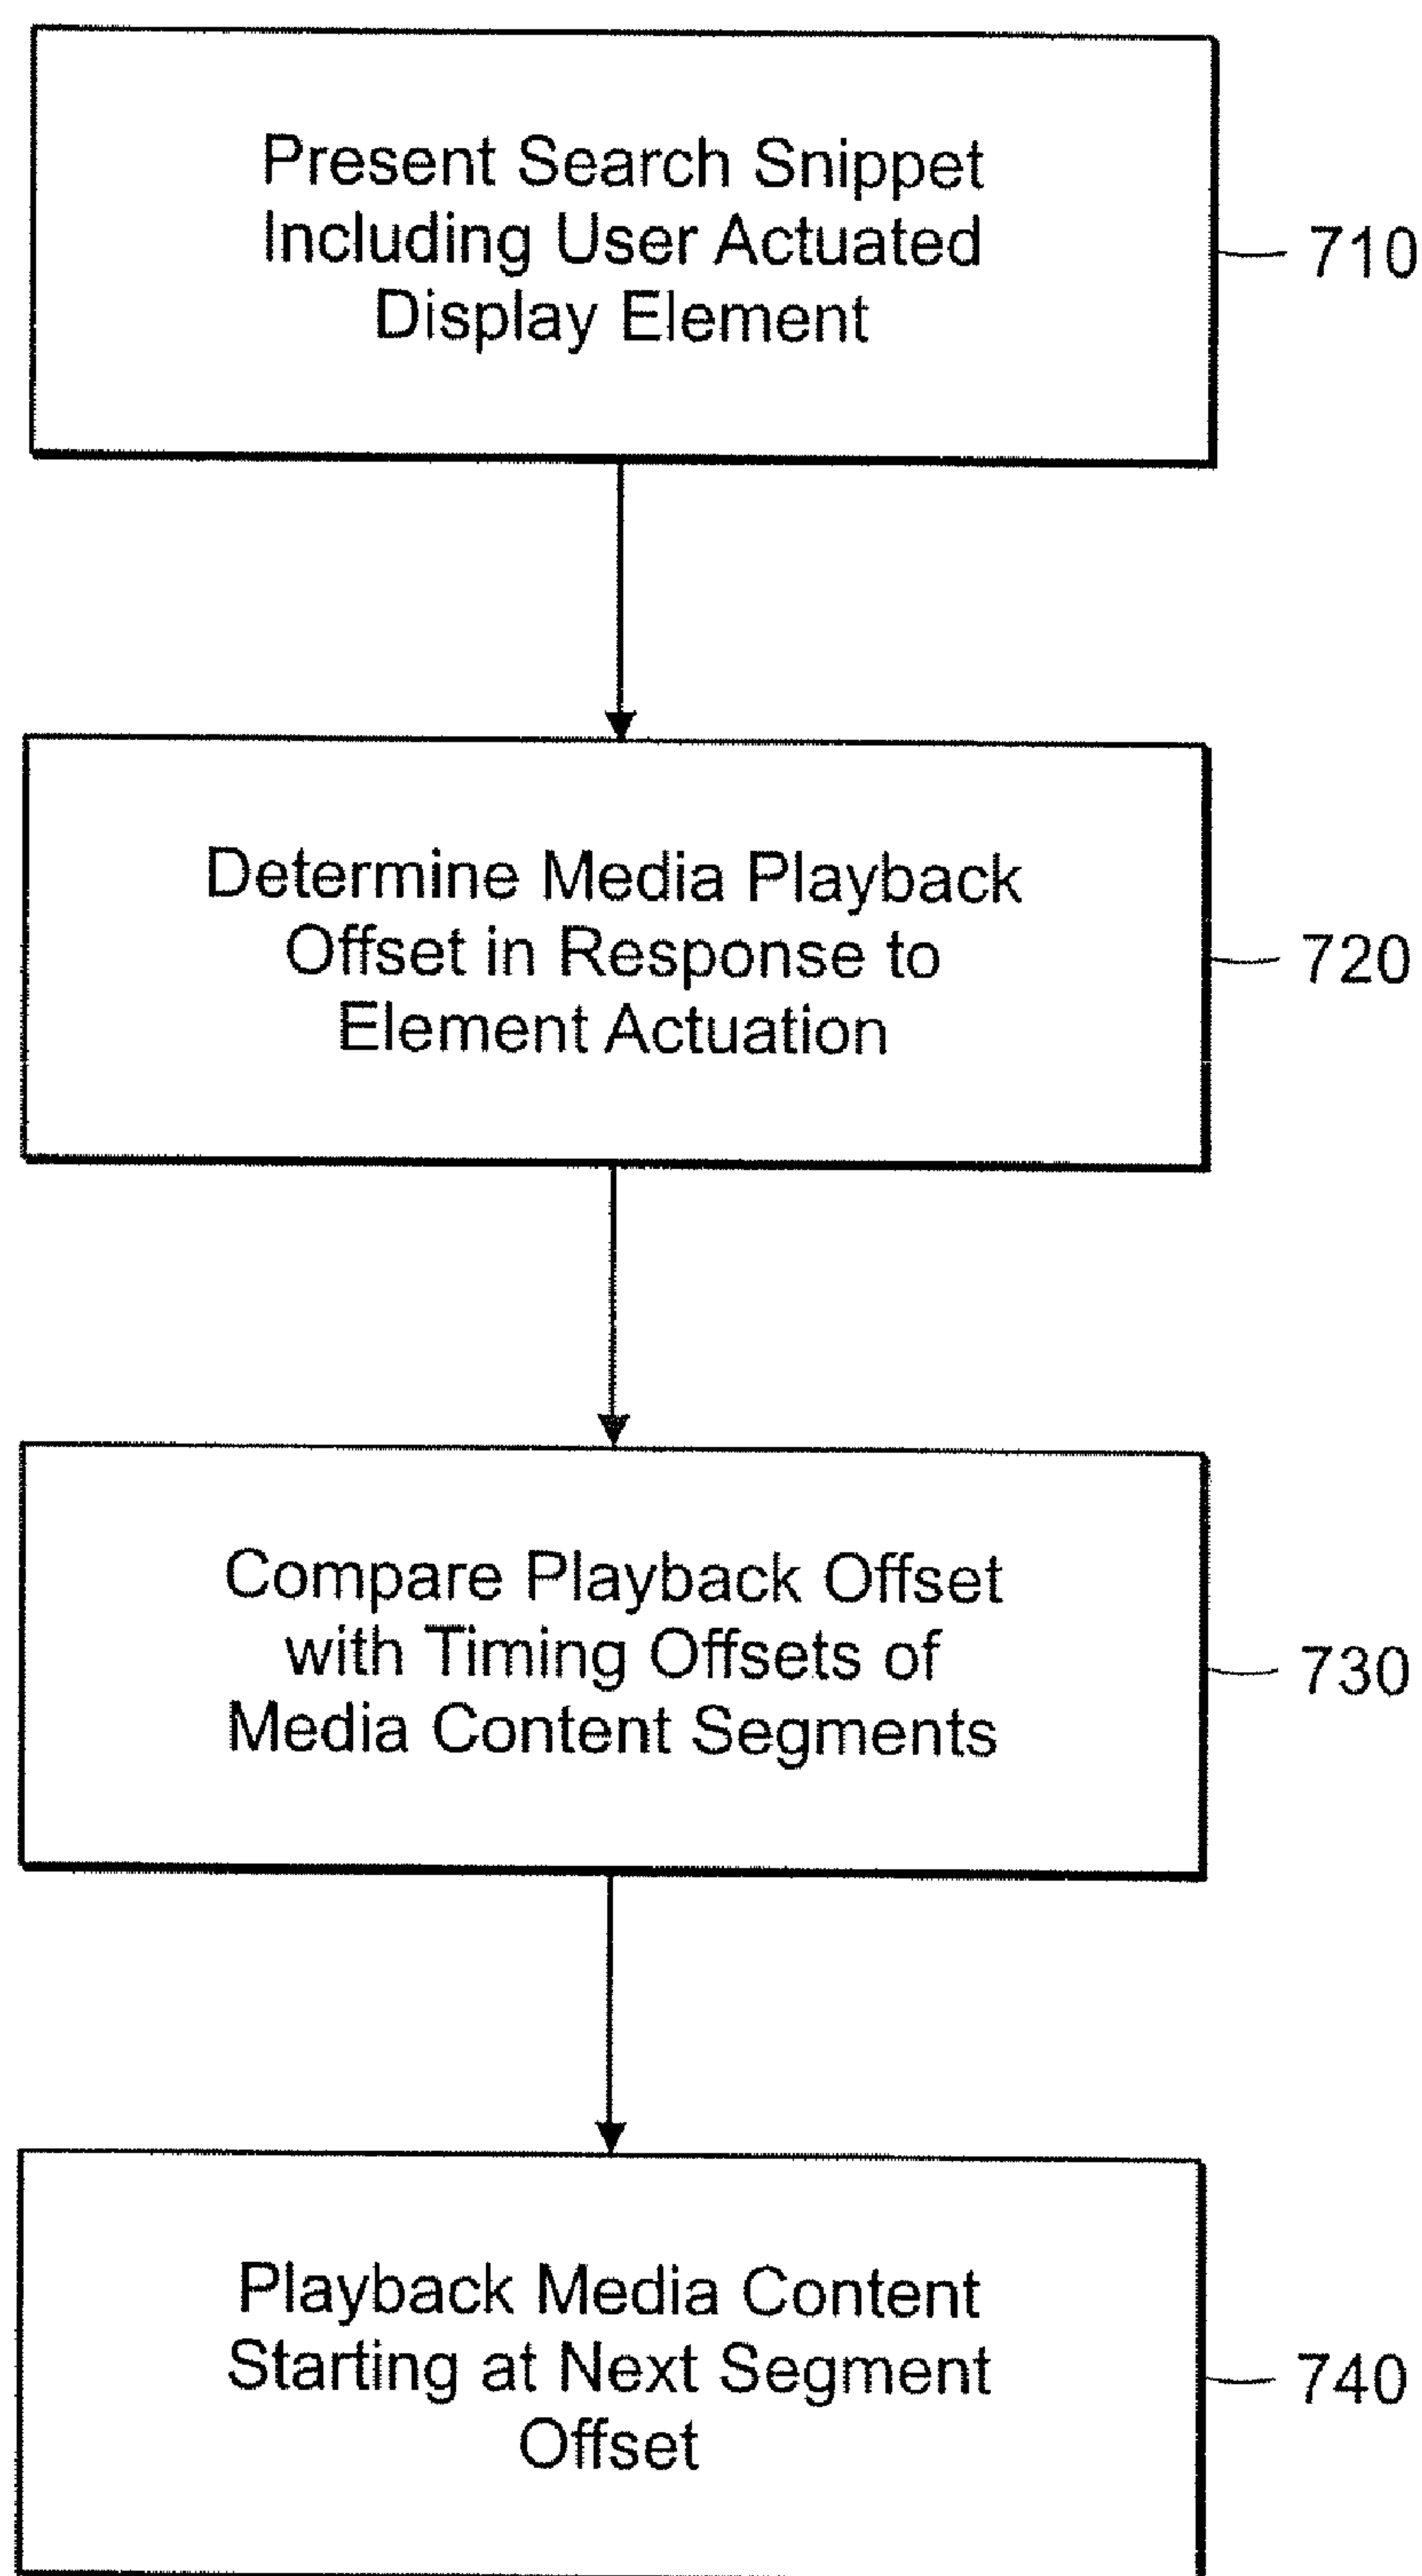 Present Search Snippet
Including User Actuated
Display Element
710
Determine Media Playback
Offset in Response to
Element Actuation
720
Compare Playback Offset
with Timing Offsets of
Media Content Segments
730
Playback Media Content
Starting at Next Segment
Offset
740